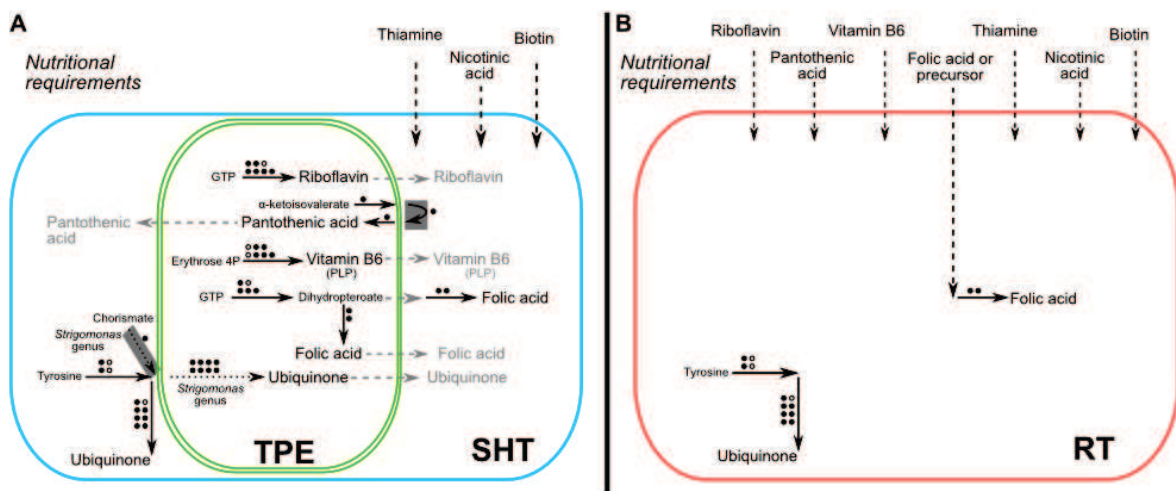 A
Nutritional
requirements
Thiamine
Nicotinic
acid
Biotin
GTP
Riboflavin
Riboflavin
α-ketoisovalerate
Pantothenic acid
Pantothenic
acid
Erythrose 4P
Vitamin B6
(PLP)
Vitamin B6
(PLP)
GTP
Dihydropteroate
Folic acid
Chorismate
Strigomonas
genus
Folic acid
Folic acid
Tyrosine
Ubiquinone
Ubiquinone
Strigomonas
genus
Ubiquinone
TPE
SHT
B
Nutritional
requirements
Riboflavin
Pantothenic
acid
Vitamin B6
Folic acid or
precursor
Thiamine
Nicotinic
acid
Biotin
Folic acid
Tyrosine
Ubiquinone
RT